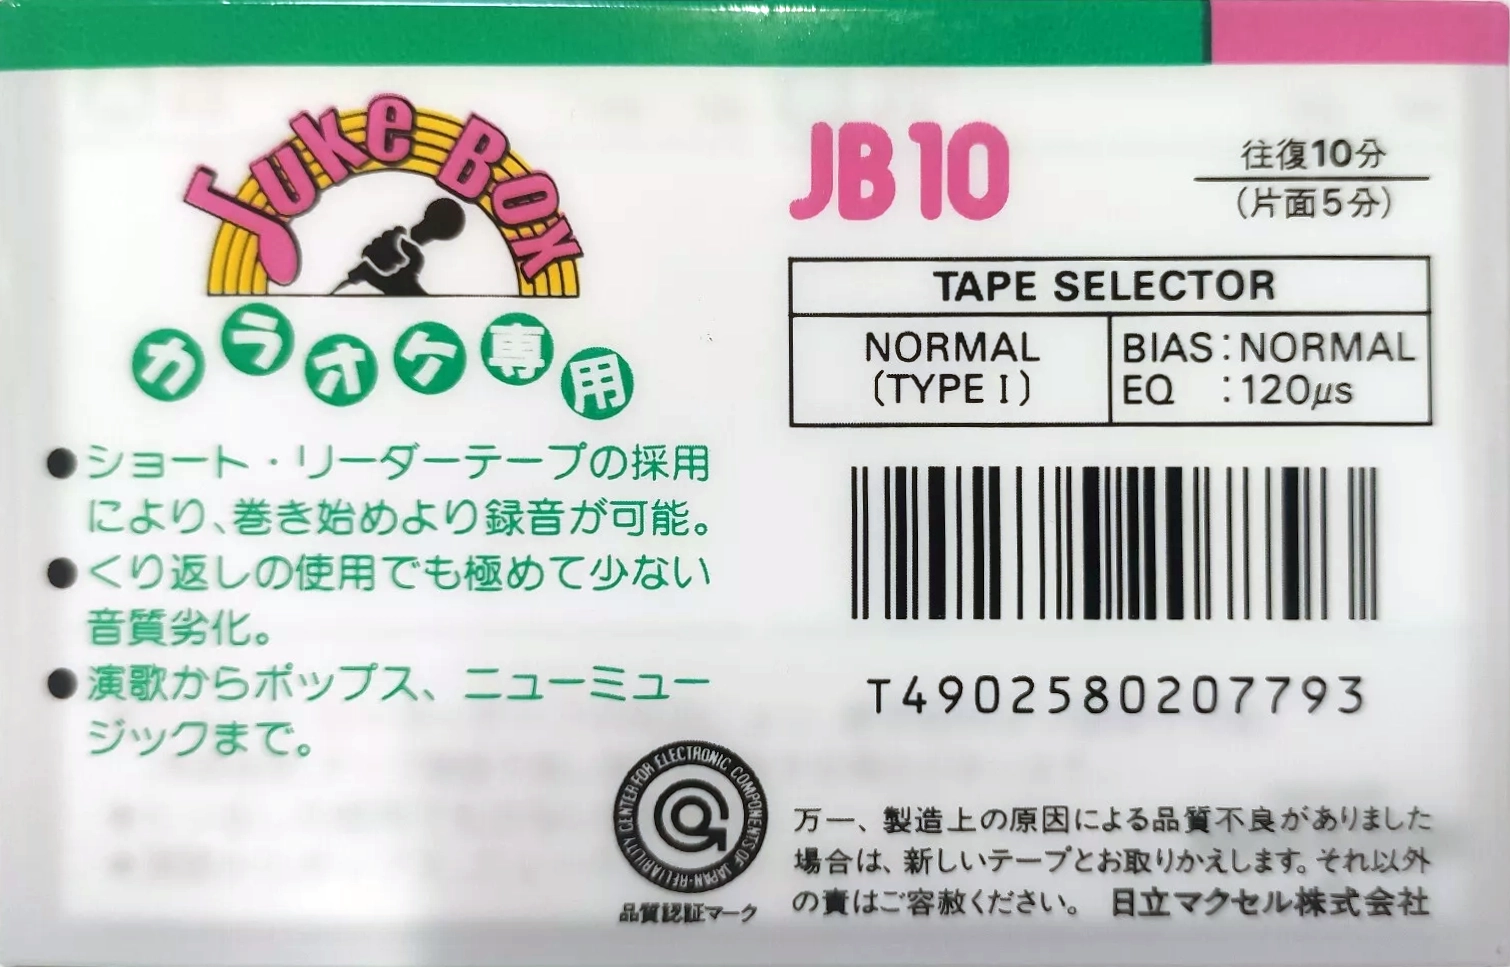 Juke Box
カラオケ専用
●ショート・リーダーテープの採用
により、巻き始めより録音が可能。
●くり返しの使用でも極めて少ない
音質劣化。
●演歌からポップス、ニューミュー
ジックまで。
JB10
往復10分
(片面5分)
TAPE SELECTOR
NORMAL
(TYPE I)
BIAS:NORMAL
EQ :120μs
T4902580207793
RELIABILITY CENTER FOR ELECTRONIC COMPONENTS OF JAPAN
品質認証マーク
万一、製造上の原因による品質不良がありました
場合は、新しいテープとお取りかえします。それ以外
の責はご容赦ください。 日立マクセル株式会社